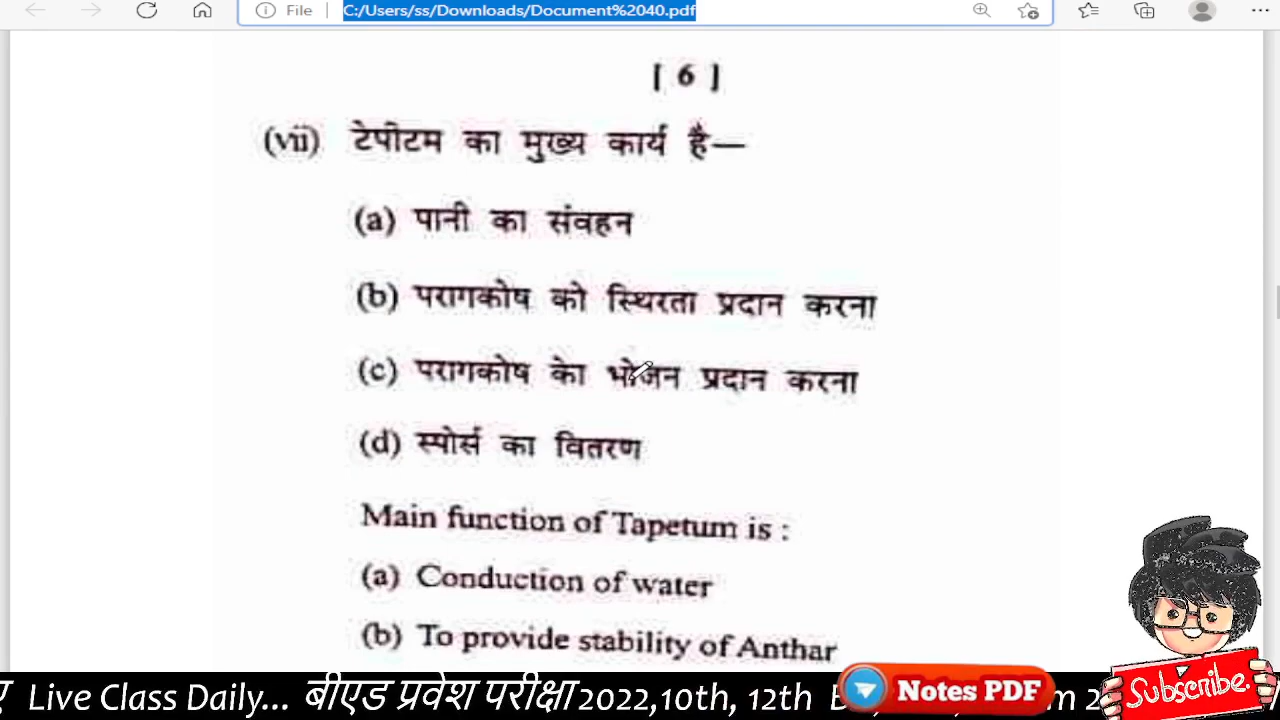 File
C:/Users/ss/Downloads/Document%2040.pdf
[ 6 ]
(vii) टेपीटम का मुख्य कार्य है—
(a) पानी का संवहन
(b) परागकोष को स्थिरता प्रदान करना
(c) परागकोष केा भोजन प्रदान करना
(d) स्पोर्स का वितरण
Main function of Tapetum is :
(a) Conduction of water
(b) To provide stability of Anthar
Live Class Daily... बीएड प्रवेश परीक्षा 2022,10th, 12th
Notes PDF
Subscribe.